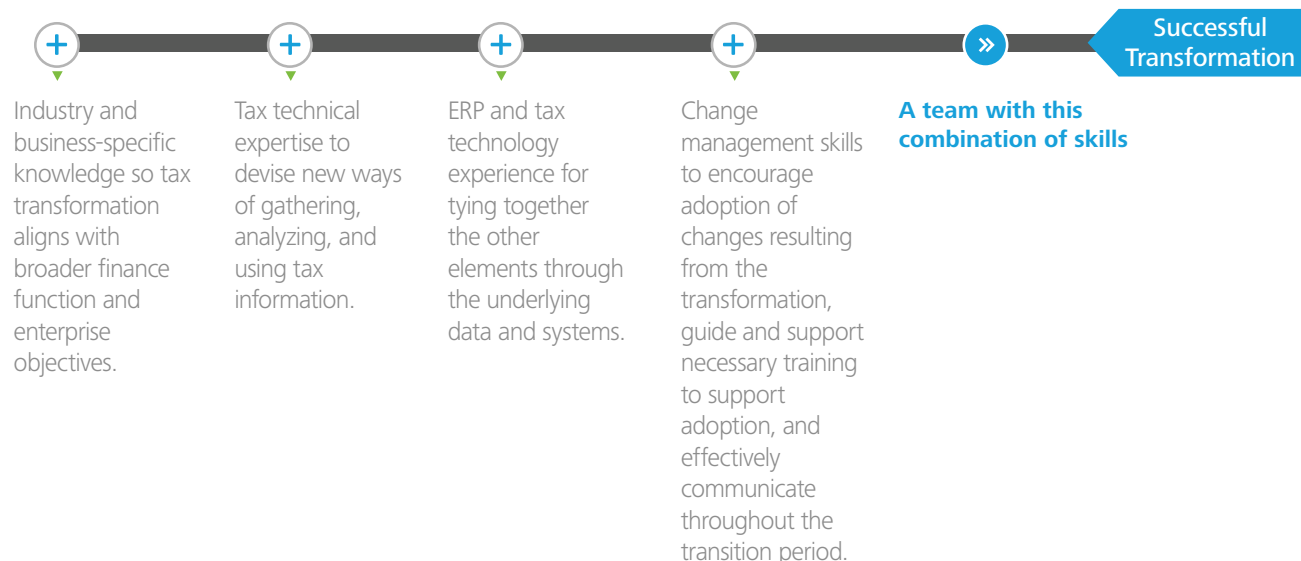 Successful
Transformation
Industry and
business-specific
knowledge so tax
transformation
aligns with
broader finance
function and
enterprise
objectives.
Tax technical
expertise to
devise new ways
of gathering,
analyzing, and
using tax
information.
ERP and tax
technology
experience for
tying together
the other
elements through
the underlying
data and systems.
Change
management skills
to encourage
adoption of
changes resulting
from the
transformation,
guide and support
necessary training
to support
adoption, and
effectively
communicate
throughout the
transition period.
A team with this
combination of skills